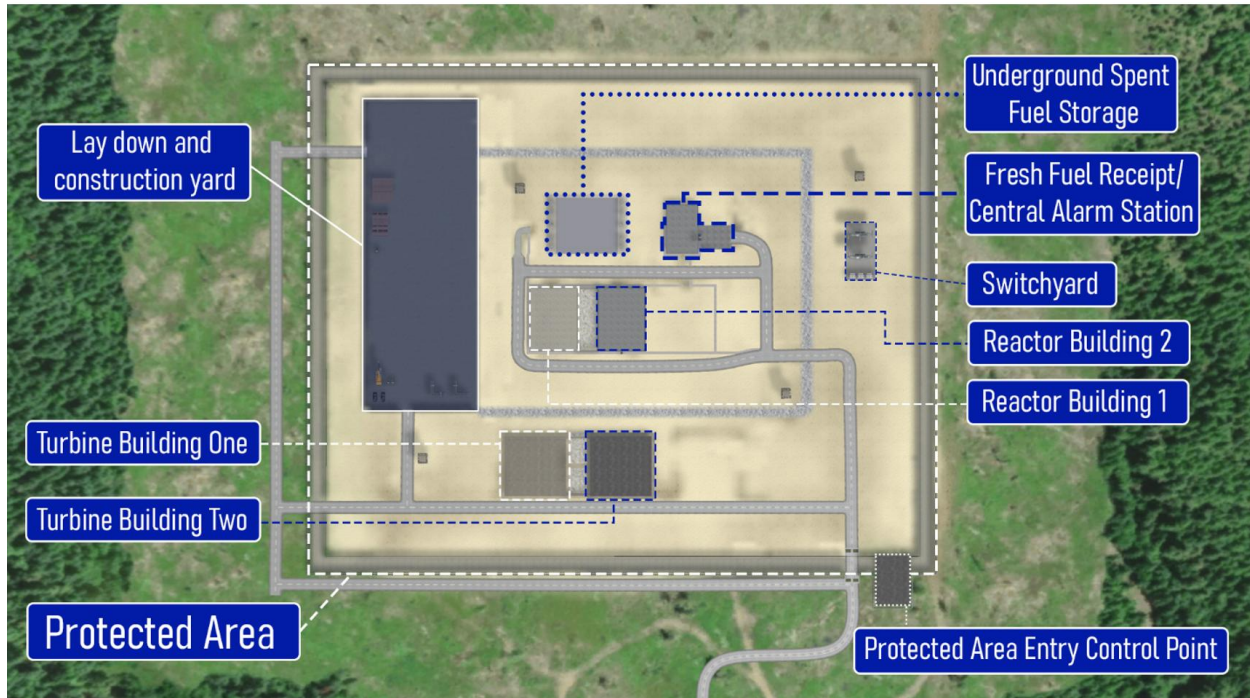 Underground Spent
Fuel Storage
Lay down and
construction yard
Fresh Fuel Receipt/
Central Alarm Station
Switchyard
Reactor Building 2
Reactor Building 1
Turbine Building One
Turbine Building Two
Protected Area
Protected Area Entry Control Point